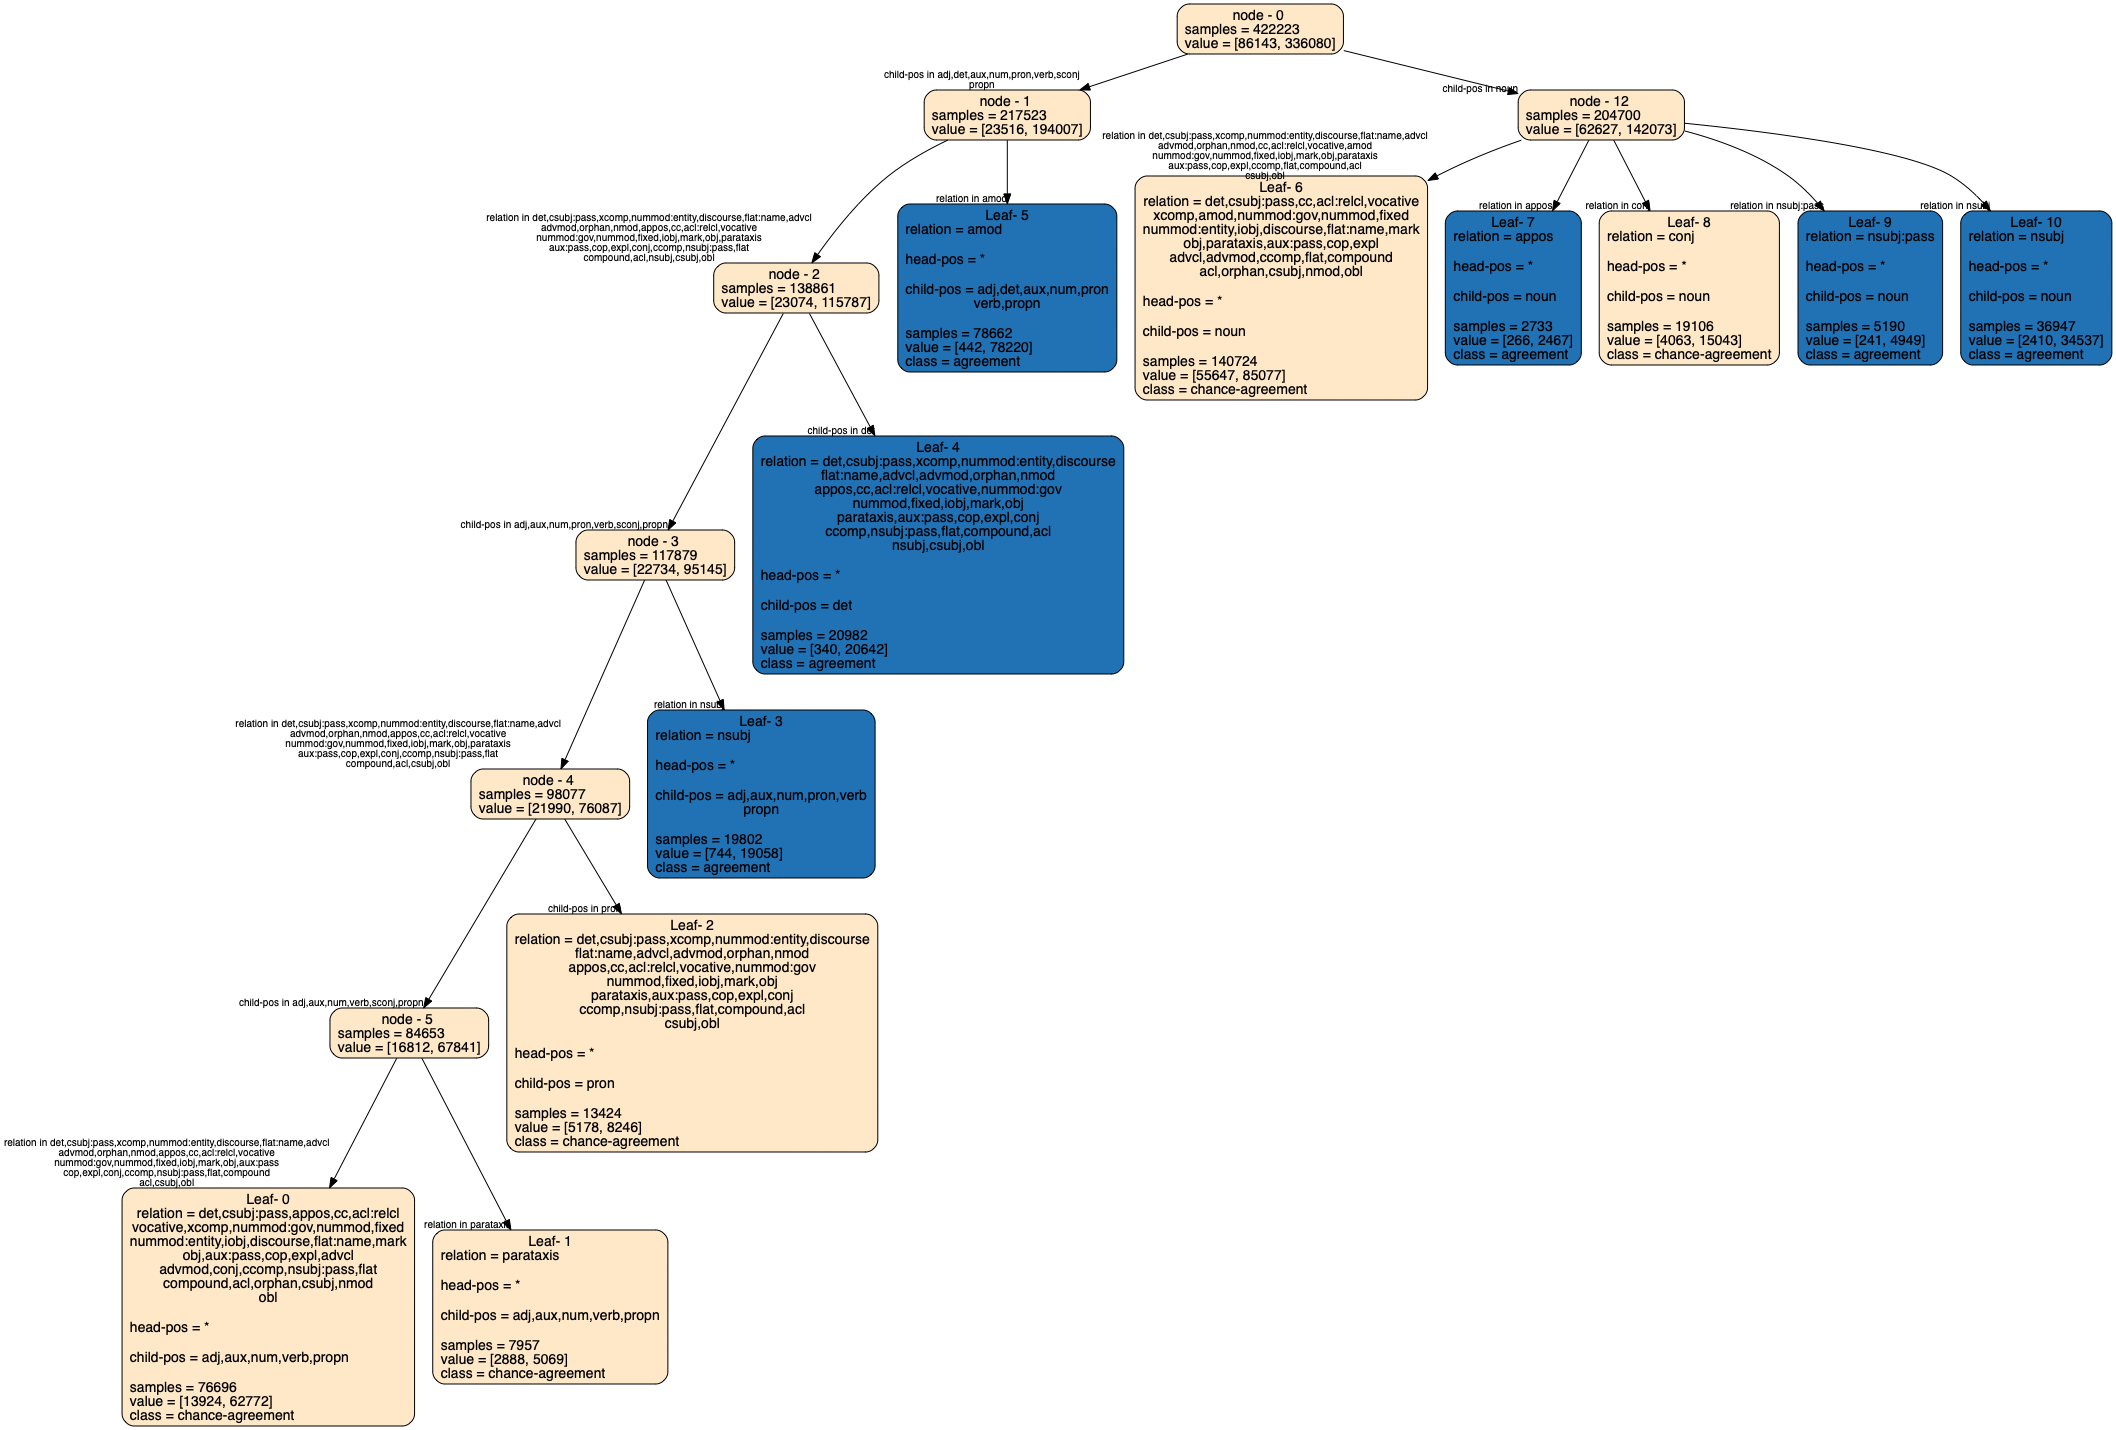 node - 0
samples = 422223
value = [86143, 336080]
child-pos in adj,det,aux,num,pron,verb,sconj
propn
child-pos in noun
node - 1
samples = 217523
value = [23516, 194007]
node - 12
samples = 204700
value = [62627, 142073]
relation in det,csubj:pass,xcomp,nummod:entity,discourse,flat:name,advcl
advmod,orphan,nmod,cc,acl:relcl,vocative,amod
nummod:gov,nummod,fixed,iobj,mark,obj,parataxis
aux:pass,cop,expl,ccomp,flat,compound,acl
csubj,obl
relation in amod
relation in appos
relation in conj
relation in nsubj:pass
relation in nsubj
relation in det,csubj:pass,xcomp,nummod:entity,discourse,flat:name,advcl
advmod,orphan,nmod,appos,cc,acl:relcl,vocative
nummod:gov,nummod,fixed,iobj,mark,obj,parataxis
aux:pass,cop,expl,conj,ccomp,nsubj:pass,flat
compound,acl,nsubj,csubj,obl
Leaf- 5
relation = amod
head-pos = *
child-pos = adj,det,aux,num,pron
verb,propn
samples = 78662
value = [442, 78220]
class = agreement
Leaf- 6
relation = det,csubj:pass,cc,acl:relcl,vocative
xcomp,amod,nummod:gov,nummod,fixed
nummod:entity,iobj,discourse,flat:name,mark
obj,parataxis,aux:pass,cop,expl
advcl,advmod,ccomp,flat,compound
acl,orphan,csubj,nmod,obl
head-pos = *
child-pos = noun
samples = 140724
value = [55647, 85077]
class = chance-agreement
Leaf- 7
relation = appos
head-pos = *
child-pos = noun
samples = 2733
value = [266, 2467]
class = agreement
Leaf- 8
relation = conj
head-pos = *
child-pos = noun
samples = 19106
value = [4063, 15043]
class = chance-agreement
Leaf- 9
relation = nsubj:pass
head-pos = *
child-pos = noun
samples = 5190
value = [241, 4949]
class = agreement
Leaf- 10
relation = nsubj
head-pos = *
child-pos = noun
samples = 36947
value = [2410, 34537]
class = agreement
node - 2
samples = 138861
value = [23074, 115787]
child-pos in adj,aux,num,pron,verb,sconj,propn
child-pos in det
node - 3
samples = 117879
value = [22734, 95145]
Leaf- 4
relation = det,csubj:pass,xcomp,nummod:entity,discourse
flat:name,advcl,advmod,orphan,nmod
appos,cc,acl:relcl,vocative,nummod:gov
nummod,fixed,iobj,mark,obj
parataxis,aux:pass,cop,expl,conj
ccomp,nsubj:pass,flat,compound,acl
nsubj,csubj,obl
head-pos = *
child-pos = det
samples = 20982
value = [340, 20642]
class = agreement
relation in det,csubj:pass,xcomp,nummod:entity,discourse,flat:name,advcl
advmod,orphan,nmod,appos,cc,acl:relcl,vocative
nummod:gov,nummod,fixed,iobj,mark,obj,parataxis
aux:pass,cop,expl,conj,ccomp,nsubj:pass,flat
compound,acl,csubj,obl
relation in nsubj
node - 4
samples = 98077
value = [21990, 76087]
Leaf- 3
relation = nsubj
head-pos = *
child-pos = adj,aux,num,pron,verb
propn
samples = 19802
value = [744, 19058]
class = agreement
child-pos in adj,aux,num,verb,sconj,propn
child-pos in pron
node - 5
samples = 84653
value = [16812, 67841]
Leaf- 2
relation = det,csubj:pass,xcomp,nummod:entity,discourse
flat:name,advcl,advmod,orphan,nmod
appos,cc,acl:relcl,vocative,nummod:gov
nummod,fixed,iobj,mark,obj
parataxis,aux:pass,cop,expl,conj
ccomp,nsubj:pass,flat,compound,acl
csubj,obl
head-pos = *
child-pos = pron
samples = 13424
value = [5178, 8246]
class = chance-agreement
relation in det,csubj:pass,xcomp,nummod:entity,discourse,flat:name,advcl
advmod,orphan,nmod,appos,cc,acl:relcl,vocative
nummod:gov,nummod,fixed,iobj,mark,obj,aux:pass
cop,expl,conj,ccomp,nsubj:pass,flat,compound
acl,csubj,obl
relation in parataxis
Leaf- 0
relation = det,csubj:pass,appos,cc,acl:relcl
vocative,xcomp,nummod:gov,nummod,fixed
nummod:entity,iobj,discourse,flat:name,mark
obj,aux:pass,cop,expl,advcl
advmod,conj,ccomp,nsubj:pass,flat
compound,acl,orphan,csubj,nmod
obl
head-pos = *
child-pos = adj,aux,num,verb,propn
samples = 76696
value = [13924, 62772]
class = chance-agreement
Leaf- 1
relation = parataxis
head-pos = *
child-pos = adj,aux,num,verb,propn
samples = 7957
value = [2888, 5069]
class = chance-agreement